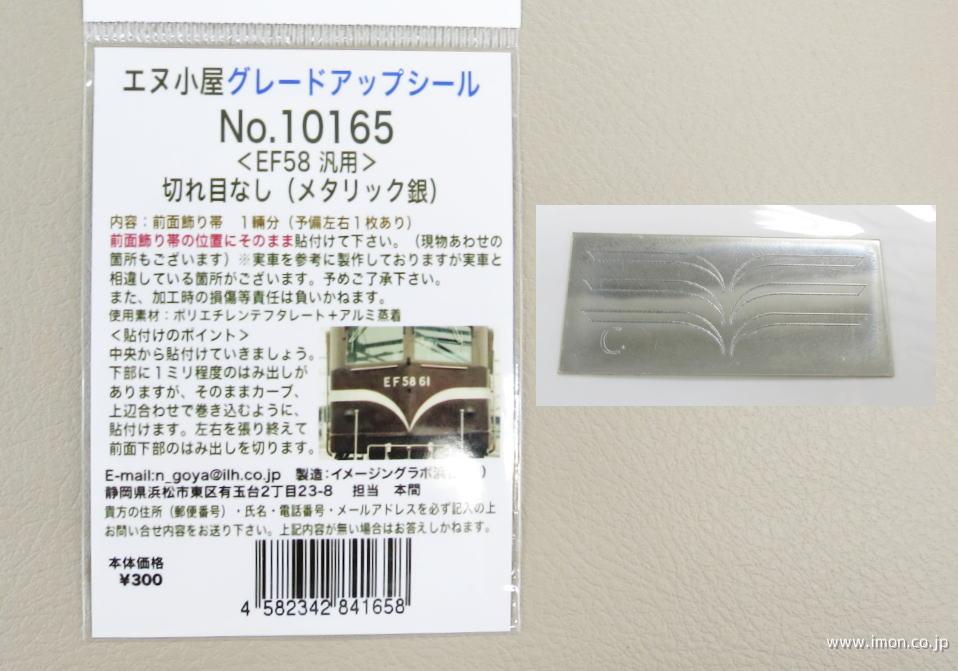 エヌ小屋グレードアップシール
No.10165
＜EF58 汎用＞
切れ目なし（メタリック銀）
内容：前面飾り帯　1輛分（予備左右1枚あり）
前面飾り帯の位置にそのまま貼付けて下さい。（現物あわせの
箇所もございます）※実車を参考に製作しておりますが実車と
相違している箇所がございます。予めご了承下さい。
また、加工時の損傷等責任は負いかねます。
使用素材：ポリエチレンテフタレート＋アルミ蒸着
＜貼付けのポイント＞
中央から貼付けていきましょう。
下部に1ミリ程度のはみ出しが
ありますが、そのままカーブ、
上辺合わせで巻き込むように、
貼付けます。左右を張り終えて
前面下部のはみ出しを切ります。
EF5861
E-mail:n_goya@ilh.co.jp　製造：イメージングラボ浜
静岡県浜松市東区有玉台2丁目23-8　担当　本間
貴方の住所（郵便番号）・氏名・電話番号・メールアドレスを必ず記入の上
お問い合せ内容をお送り下さい。上記内容が無い場合はお答えしかねます。
本体価格
¥300
4 582342 841658
C
www.imon.co.jp